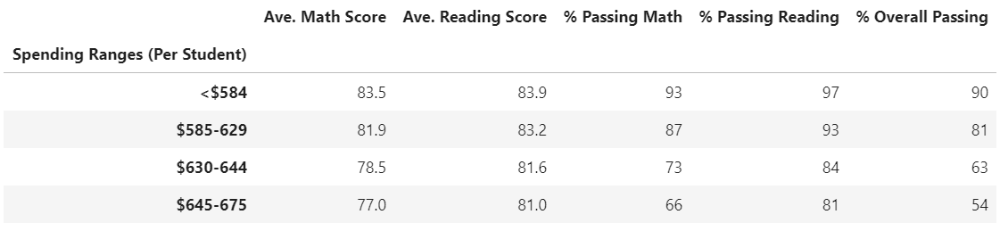 Ave. Math Score Ave. Reading Score % Passing Math % Passing Reading % Overall Passing
Spending Ranges (Per Student)
<$584 83.5 83.9 93 97 90
$585-629 81.9 83.2 87 93 81
$630-644 78.5 81.6 73 84 63
$645-675 77.0 81.0 66 81 54